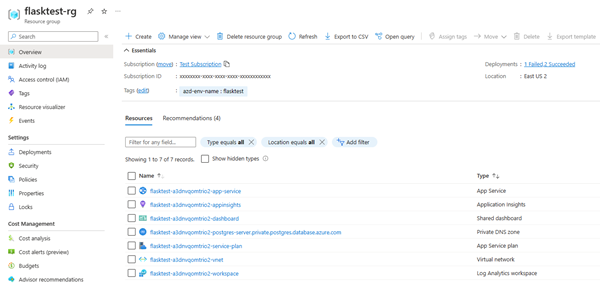 flasktest-rg
Resource group
Search
Overview
Activity log
Access control (IAM)
Tags
Resource visualizer
Events
Settings
Deployments
Security
Policies
Properties
Locks
Cost Management
Cost analysis
Cost alerts (preview)
Budgets
Advisor recommendations
Create Manage view Delete resource group Refresh Export to CSV Open query Assign tags Move Delete Export template
Essentials
Subscription (move) : Test Subscription
Deployments : 1 Failed,2 Succeeded
Subscription ID : xxxxxxxx-xxxx-xxxx-xxxx-xxxxxxxxxxxx
Location : East US 2
Tags (edit) : azd-env-name : flasktest
Resources Recommendations (4)
Filter for any field... Type equals all Location equals all Add filter
Showing 1 to 7 of 7 records. Show hidden types
Name Type
flasktest-a3dnvqomtrio2-app-service App Service
flasktest-a3dnvqomtrio2-appinsights Application Insights
flasktest-a3dnvqomtrio2-dashboard Shared dashboard
flasktest-a3dnvqomtrio2-postgres-server.private.postgres.database.azure.com Private DNS zone
flasktest-a3dnvqomtrio2-service-plan App Service plan
flasktest-a3dnvqomtrio2-vnet Virtual network
flasktest-a3dnvqomtrio2-workspace Log Analytics workspace